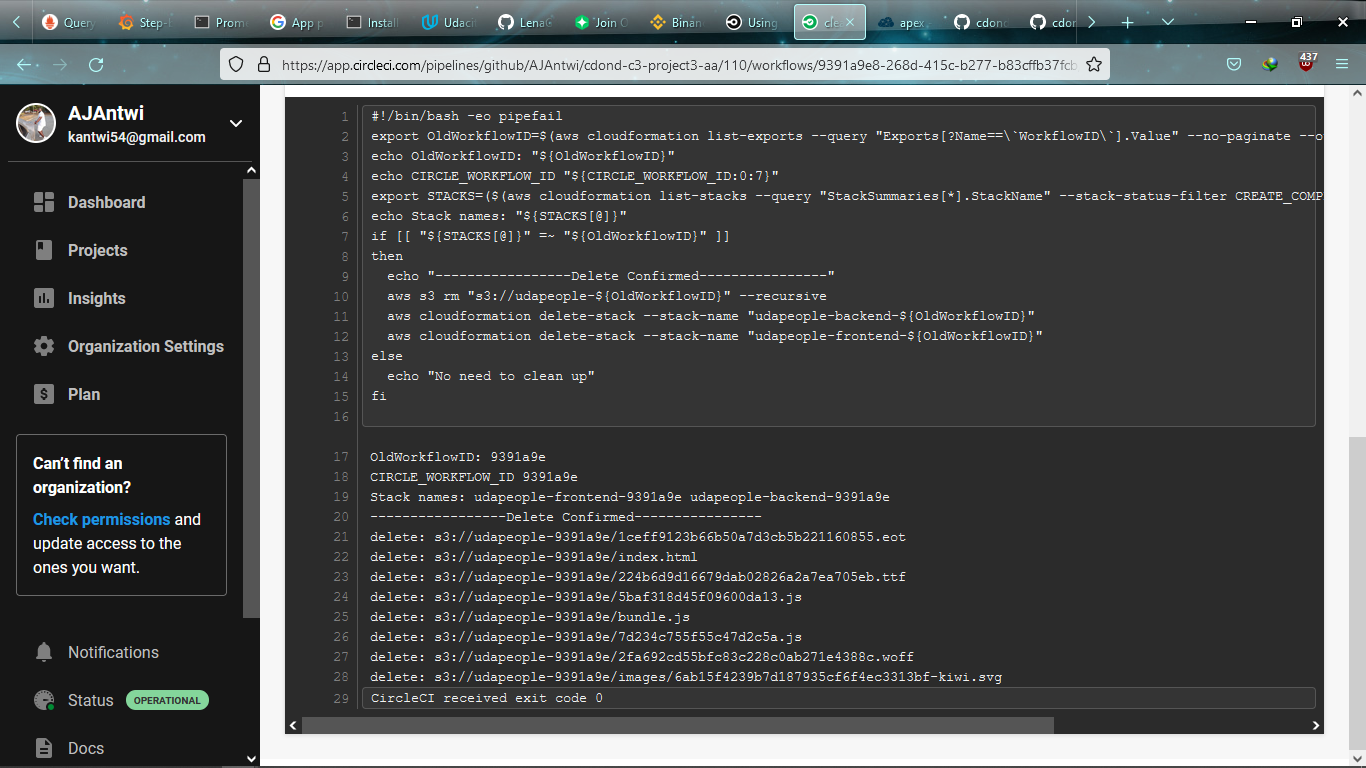 Query
Step-
Prom
App p
Install
Udaci
Lena
Join O
Binan
Using
cle
apex
cdond
cdon
https://app.circleci.com/pipelines/github/AJAntwi/cdond-c3-project3-aa/110/workflows/9391a9e8-268d-415c-b277-b83cffb37fcb
437
AJAntwi
kantwi54@gmail.com
Dashboard
Projects
Insights
Organization Settings
Plan
Can't find an
organization?
Check permissions and
update access to the
ones you want.
Notifications
Status OPERATIONAL
Docs
1 #!/bin/bash -eo pipefail
2 export OldWorkflowID=$(aws cloudformation list-exports --query "Exports[?Name==\`WorkflowID\`].Value" --no-paginate --o
3 echo OldWorkflowID: "${OldWorkflowID}"
4 echo CIRCLE_WORKFLOW_ID "${CIRCLE_WORKFLOW_ID:0:7}"
5 export STACKS=($(aws cloudformation list-stacks --query "StackSummaries[*].StackName" --stack-status-filter CREATE_COMP
6 echo Stack names: "${STACKS[@]}"
7 if [[ "${STACKS[@]}" =~ "${OldWorkflowID}" ]]
8 then
9   echo "-----------------Delete Confirmed----------------"
10   aws s3 rm "s3://udapeople-${OldWorkflowID}" --recursive
11   aws cloudformation delete-stack --stack-name "udapeople-backend-${OldWorkflowID}"
12   aws cloudformation delete-stack --stack-name "udapeople-frontend-${OldWorkflowID}"
13 else
14   echo "No need to clean up"
15 fi
16
17 OldWorkflowID: 9391a9e
18 CIRCLE_WORKFLOW_ID 9391a9e
19 Stack names: udapeople-frontend-9391a9e udapeople-backend-9391a9e
20 -----------------Delete Confirmed----------------
21 delete: s3://udapeople-9391a9e/1ceff9123b66b50a7d3cb5b221160855.eot
22 delete: s3://udapeople-9391a9e/index.html
23 delete: s3://udapeople-9391a9e/224b6d9d16679dab02826a2a7ea705eb.ttf
24 delete: s3://udapeople-9391a9e/5baf318d45f09600da13.js
25 delete: s3://udapeople-9391a9e/bundle.js
26 delete: s3://udapeople-9391a9e/7d234c755f55c47d2c5a.js
27 delete: s3://udapeople-9391a9e/2fa692cd55bfc83c228c0ab271e4388c.woff
28 delete: s3://udapeople-9391a9e/images/6ab15f4239b7d187935cf6f4ec3313bf-kiwi.svg
29 CircleCI received exit code 0